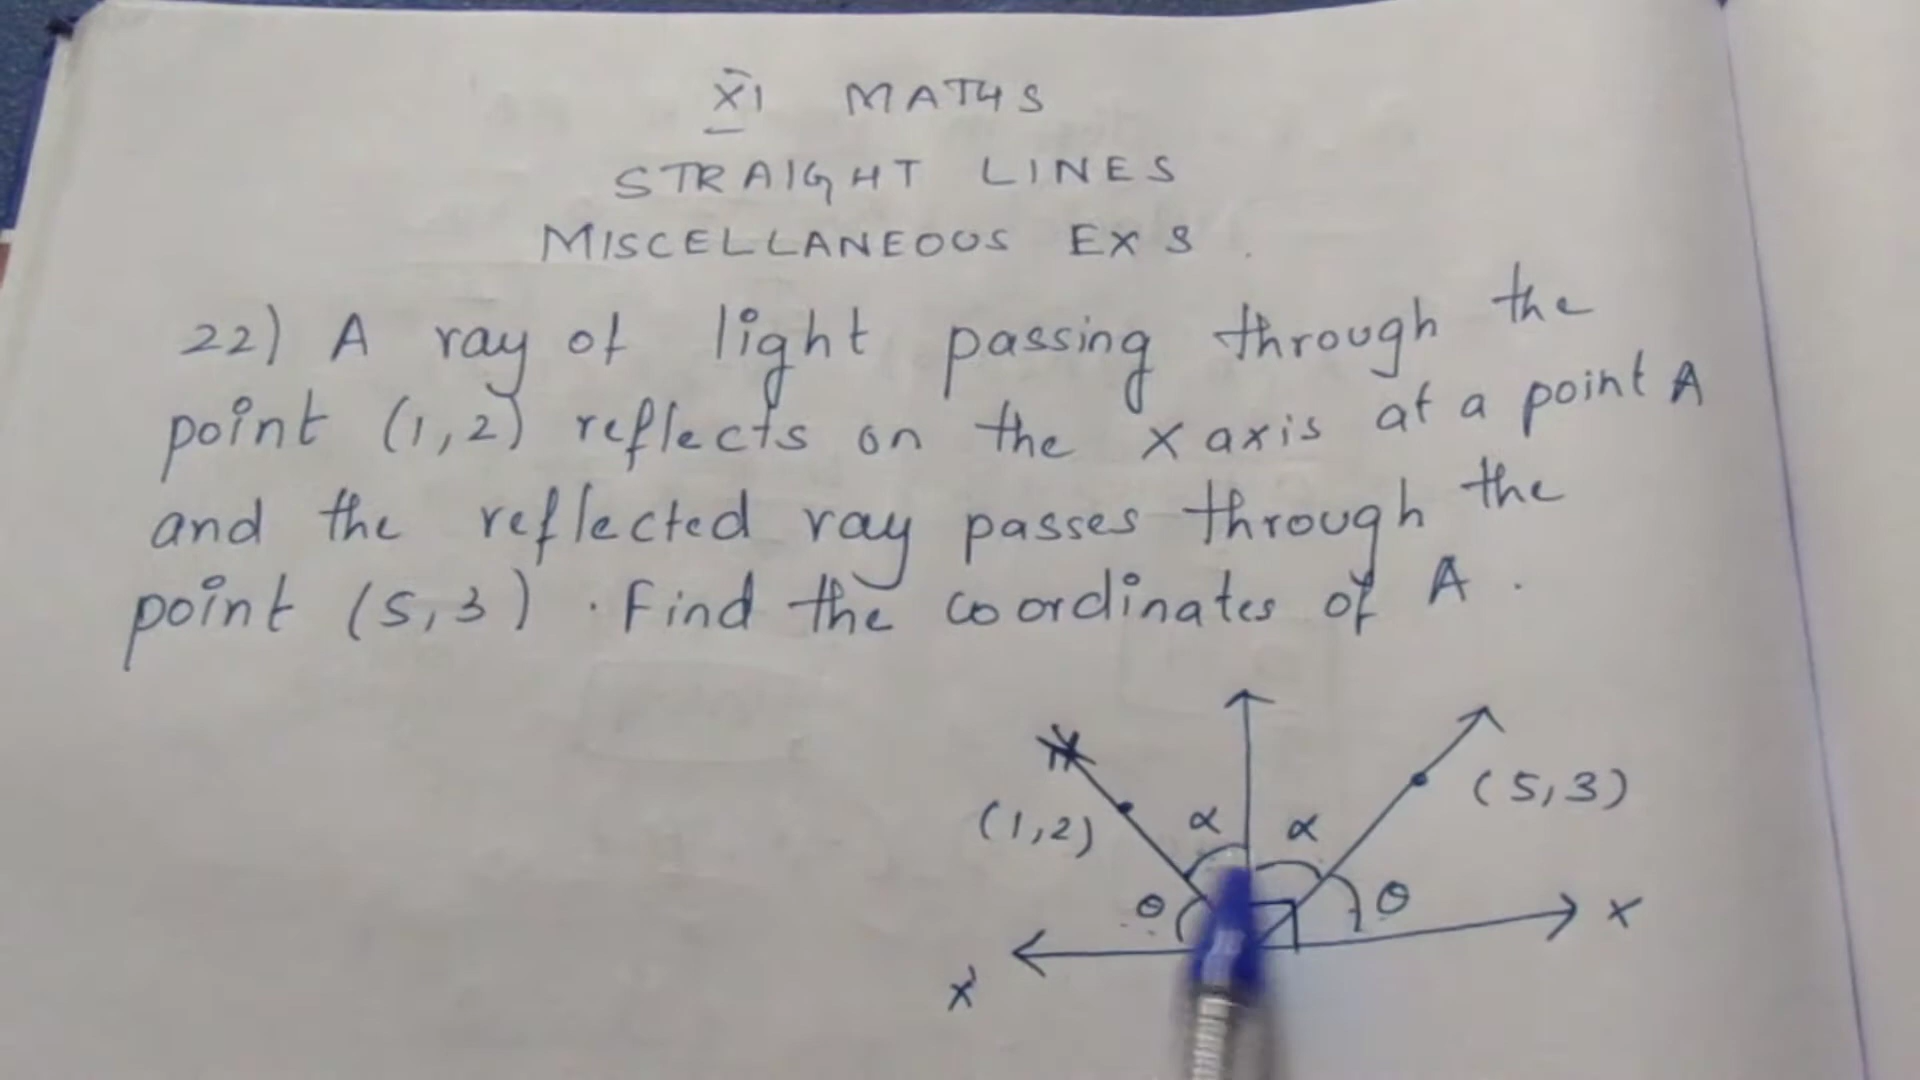 XI MATHS
STRAIGHT LINES
MISCELLANEOUS EXS.
22) A ray of light passing through the
point (1,2) reflects on the x axis at a point A
and the reflected ray passes through the
point (5,3). Find the coordinates of A.
(1,2) α α (5,3)
θ θ X
X'